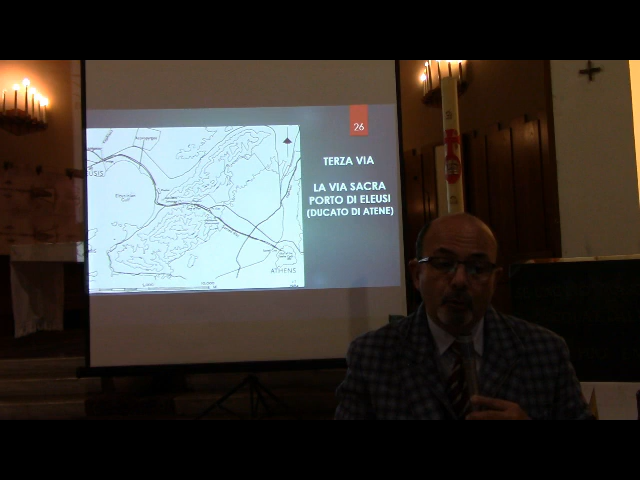 26
TERZA VIA
LA VIA SACRA
PORTO DI ELEUSI
(DUCATO DI ATENE)
ATHENS